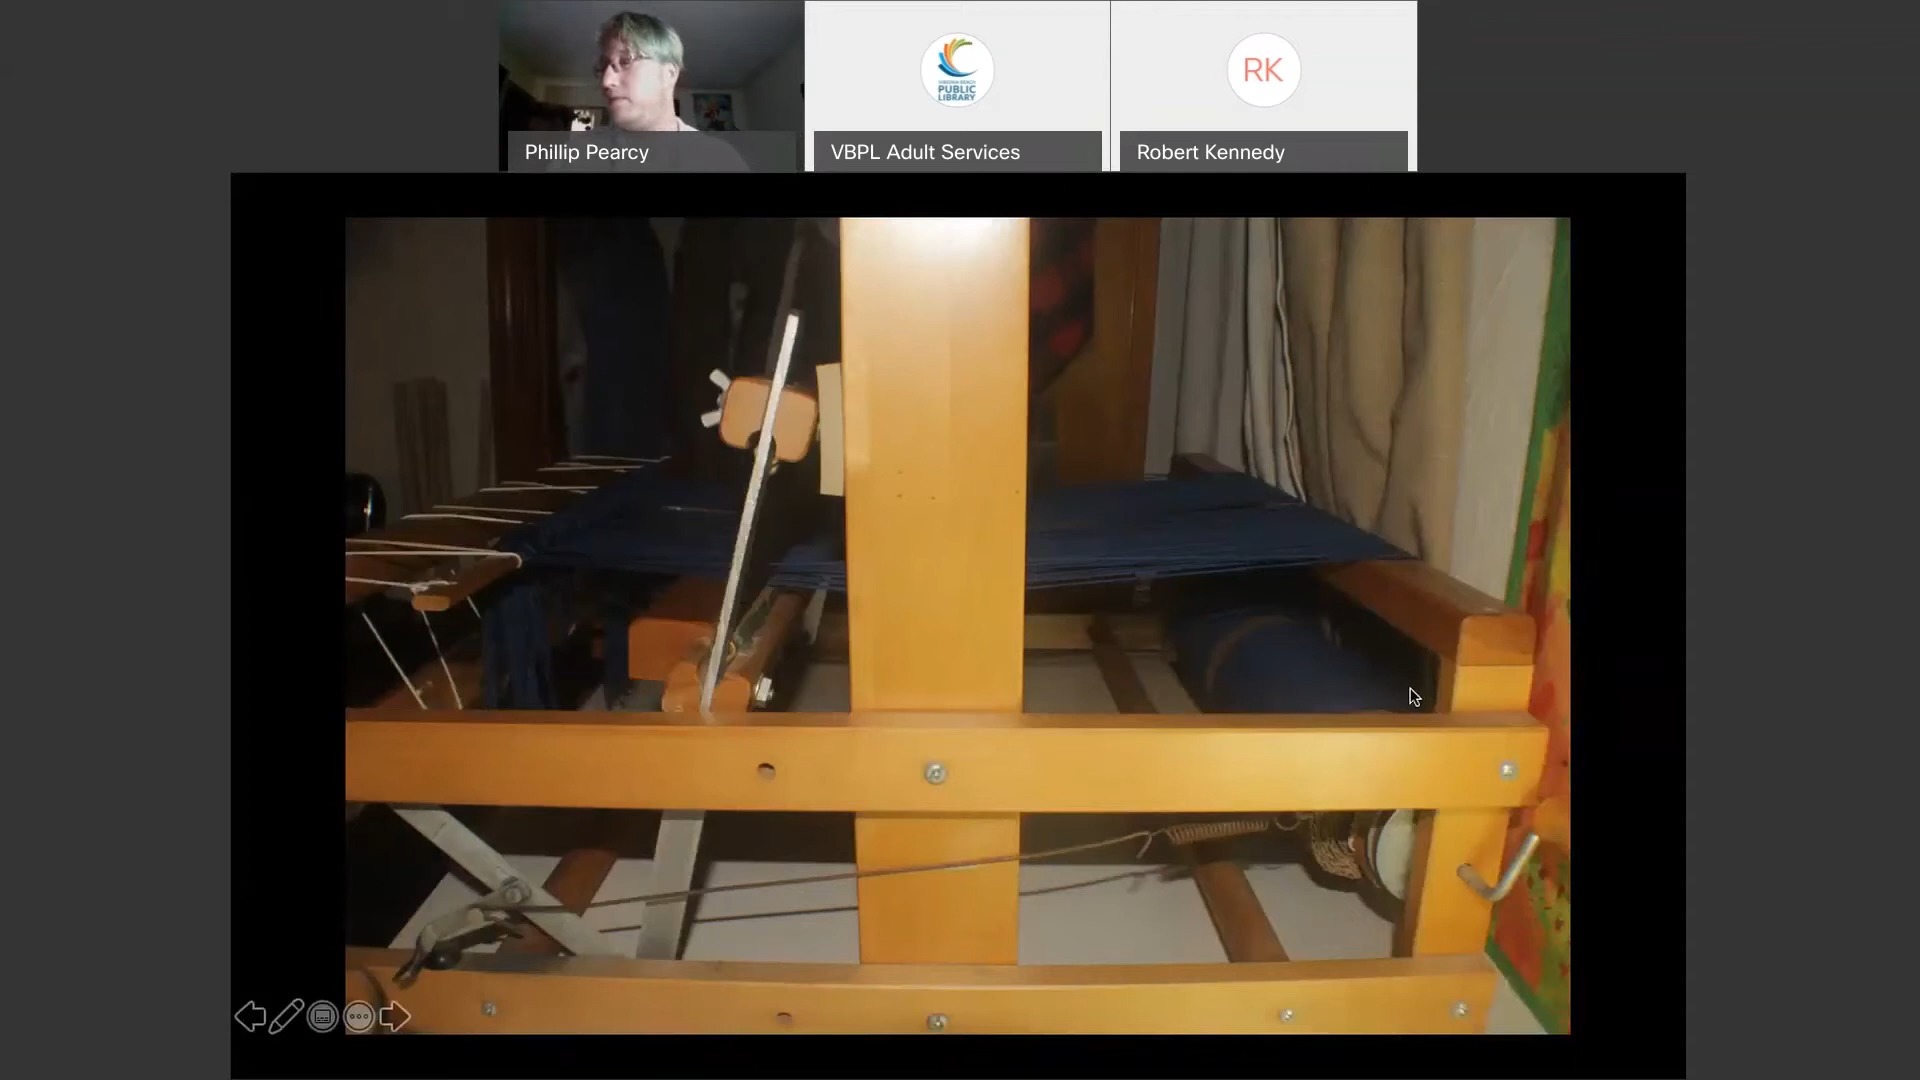 PUBLIC
LIBRARY
RK
Phillip Pearcy
VBPL Adult Services
Robert Kennedy